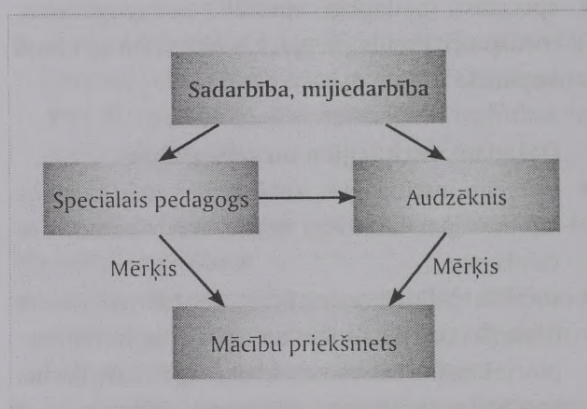 Sadarbība, mijiedarbība
Speciālais pedagogs
Audzēknis
Mērķis
Mērķis
Mācību priekšmets